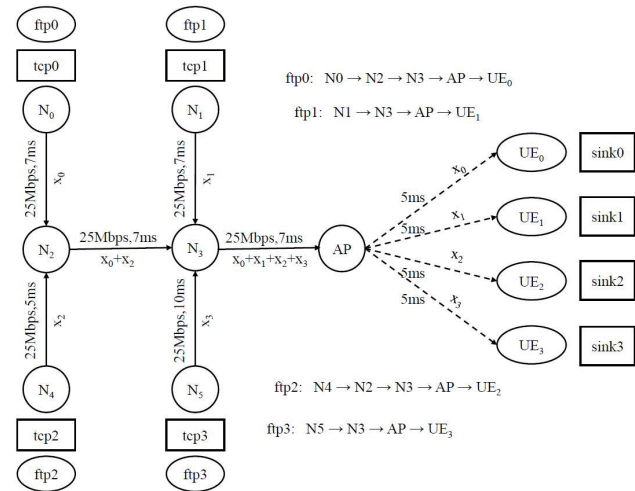 ftp0
ftp1
tcp0
tcp1
ftp0: N0 → N2 → N3 → AP → UE0
N0
N1
ftp1: N1 → N3 → AP → UE1
25Mbps,7ms
x0
25Mbps,7ms
x1
UE0
sink0
x0
5ms
UE1
sink1
x1
5ms
N2
25Mbps,7ms
x0+x2
N3
25Mbps,7ms
x0+x1+x2+x3
AP
x2
5ms
UE2
sink2
x3
5ms
UE3
sink3
25Mbps,5ms
x2
25Mbps,10ms
x3
N4
N5
ftp2: N4 → N2 → N3 → AP → UE2
tcp2
tcp3
ftp3: N5 → N3 → AP → UE3
ftp2
ftp3